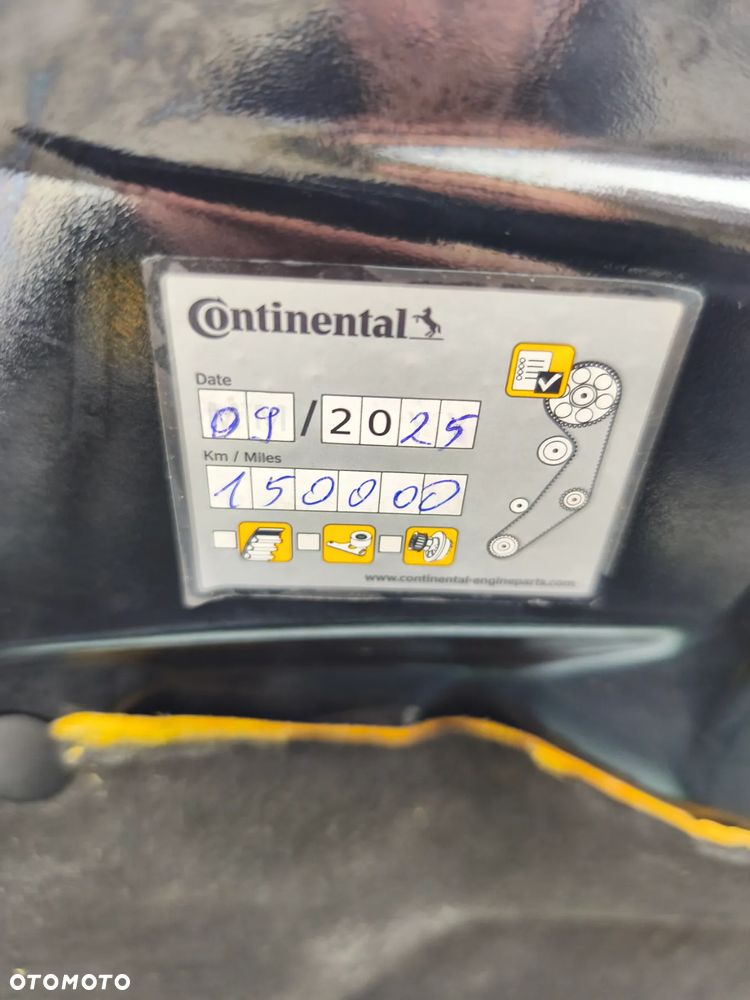 Continental
Date
09/2025
Km / Miles
150000
www.continental-engineparts.com
OTOMOTO